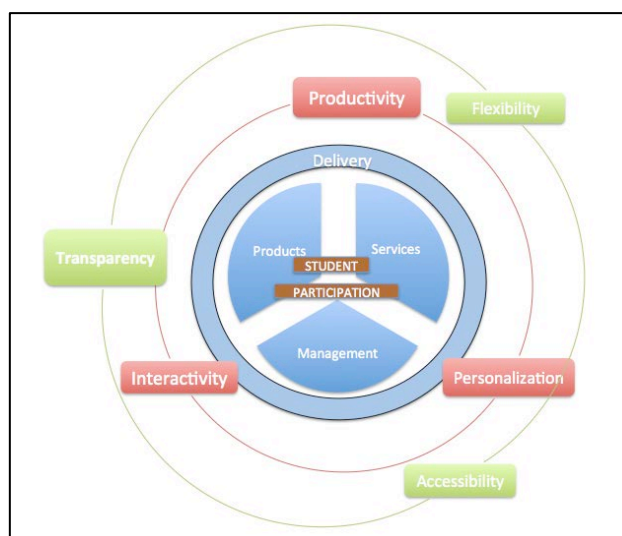 Productivity
Flexibility
Delivery
Transparency
Products
Services
STUDENT
PARTICIPATION
Management
Interactivity
Personalization
Accessibility